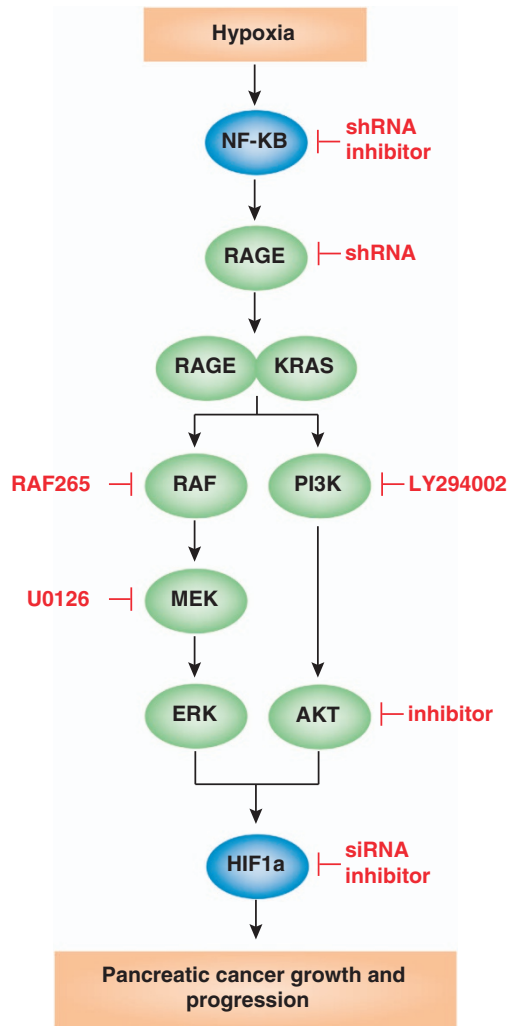 Hypoxia
NF-KB
shRNA
inhibitor
RAGE
shRNA
RAGE
KRAS
RAF265
RAF
PI3K
LY294002
U0126
MEK
ERK
AKT
inhibitor
HIF1a
siRNA
inhibitor
Pancreatic cancer growth and
progression